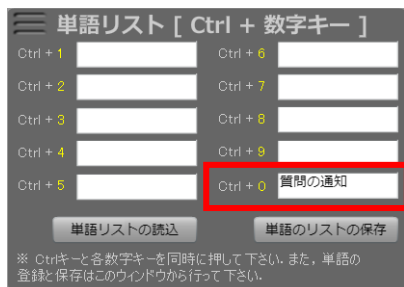 単語リスト [ Ctrl + 数字キー ]
Ctrl + 1
Ctrl + 6
Ctrl + 2
Ctrl + 7
Ctrl + 3
Ctrl + 8
Ctrl + 4
Ctrl + 9
Ctrl + 5
Ctrl + 0 質問の通知
単語リストの読込
単語のリストの保存
※ Ctrlキーと各数字キーを同時に押して下さい. また, 単語の
登録と保存はこのウィンドウから行って下さい.